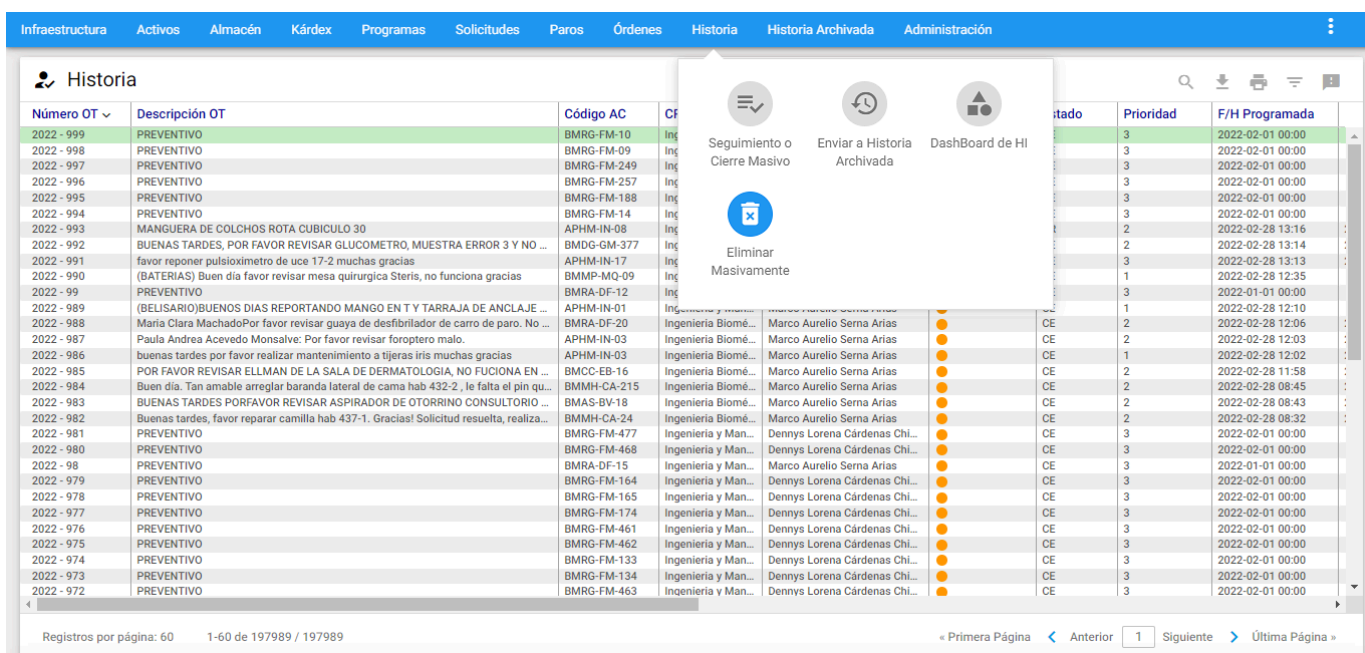 Infraestructura Activos Almacén Kárdex Programas Solicitudes Paros Órdenes Historia Historia Archivada Administración
Historia
Seguimiento o Cierre Masivo
Enviar a Historia Archivada
DashBoard de HI
Eliminar Masivamente
Número OT Descripción OT Código AC stado Prioridad F/H Programada
2022 - 999 PREVENTIVO BMRG-FM-10 Ing 3 2022-02-01 00:00
2022 - 998 PREVENTIVO BMRG-FM-09 Ing 3 2022-02-01 00:00
2022 - 997 PREVENTIVO BMRG-FM-249 Ing 3 2022-02-01 00:00
2022 - 996 PREVENTIVO BMRG-FM-257 Ing 3 2022-02-01 00:00
2022 - 995 PREVENTIVO BMRG-FM-188 Ing 3 2022-02-01 00:00
2022 - 994 PREVENTIVO BMRG-FM-14 Ing 3 2022-02-01 00:00
2022 - 993 MANGUERA DE COLCHOS ROTA CUBICULO 30 APHM-IN-08 Ing 2 2022-02-28 13:16
2022 - 992 BUENAS TARDES, POR FAVOR REVISAR GLUCOMETRO, MUESTRA ERROR 3 Y NO ... BMDG-GM-377 Ing 2 2022-02-28 13:14
2022 - 991 favor reponer pulsioximetro de uce 17-2 muchas gracias APHM-IN-17 Ing 3 2022-02-28 13:13
2022 - 990 (BATERIAS) Buen día favor revisar mesa quirurgica Steris, no funciona gracias BMMP-MQ-09 Ing 1 2022-02-28 12:35
2022 - 99 PREVENTIVO BMRA-DF-12 Ing 3 2022-01-01 00:00
2022 - 989 (BELISARIO)BUENOS DIAS REPORTANDO MANGO EN T Y TARRAJA DE ANCLAJE ... APHM-IN-01 Ingenieria Biomé... Marco Aurelio Serna Arias CE 1 2022-02-28 12:10
2022 - 988 Maria Clara MachadoPor favor revisar guaya de desfibrilador de carro de paro. No ... BMRA-DF-20 Ingenieria Biomé... Marco Aurelio Serna Arias CE 2 2022-02-28 12:06
2022 - 987 Paula Andrea Acevedo Monsalve: Por favor revisar foroptero malo. APHM-IN-03 Ingenieria Biomé... Marco Aurelio Serna Arias CE 2 2022-02-28 12:03
2022 - 986 buenas tardes por favor realizar mantenimiento a tijeras iris muchas gracias APHM-IN-03 Ingenieria Biomé... Marco Aurelio Serna Arias CE 1 2022-02-28 12:02
2022 - 985 POR FAVOR REVISAR ELLMAN DE LA SALA DE DERMATOLOGIA, NO FUCIONA EN ... BMCC-EB-16 Ingenieria Biomé... Marco Aurelio Serna Arias CE 2 2022-02-28 11:58
2022 - 984 Buen día. Tan amable arreglar baranda lateral de cama hab 432-2 , le falta el pin qu... BMMH-CA-215 Ingenieria Biomé... Marco Aurelio Serna Arias CE 2 2022-02-28 08:45
2022 - 983 BUENAS TARDES PORFAVOR REVISAR ASPIRADOR DE OTORRINO CONSULTORIO ... BMAS-BV-18 Ingenieria Biomé... Marco Aurelio Serna Arias CE 2 2022-02-28 08:43
2022 - 982 Buenas tardes, favor reparar camilla hab 437-1. Gracias! Solicitud resuelta, realiza... BMMH-CA-24 Ingenieria Biomé... Marco Aurelio Serna Arias CE 2 2022-02-28 08:32
2022 - 981 PREVENTIVO BMRG-FM-477 Ingenieria y Man... Dennys Lorena Cárdenas Chi... CE 3 2022-02-01 00:00
2022 - 980 PREVENTIVO BMRG-FM-468 Ingenieria y Man... Dennys Lorena Cárdenas Chi... CE 3 2022-02-01 00:00
2022 - 98 PREVENTIVO BMRA-DF-15 Ingenieria y Man... Marco Aurelio Serna Arias CE 3 2022-01-01 00:00
2022 - 979 PREVENTIVO BMRG-FM-164 Ingenieria y Man... Dennys Lorena Cárdenas Chi... CE 3 2022-02-01 00:00
2022 - 978 PREVENTIVO BMRG-FM-165 Ingenieria y Man... Dennys Lorena Cárdenas Chi... CE 3 2022-02-01 00:00
2022 - 977 PREVENTIVO BMRG-FM-174 Ingenieria y Man... Dennys Lorena Cárdenas Chi... CE 3 2022-02-01 00:00
2022 - 976 PREVENTIVO BMRG-FM-461 Ingenieria y Man... Dennys Lorena Cárdenas Chi... CE 3 2022-02-01 00:00
2022 - 975 PREVENTIVO BMRG-FM-462 Ingenieria y Man... Dennys Lorena Cárdenas Chi... CE 3 2022-02-01 00:00
2022 - 974 PREVENTIVO BMRG-FM-133 Ingenieria y Man... Dennys Lorena Cárdenas Chi... CE 3 2022-02-01 00:00
2022 - 973 PREVENTIVO BMRG-FM-134 Ingenieria y Man... Dennys Lorena Cárdenas Chi... CE 3 2022-02-01 00:00
2022 - 972 PREVENTIVO BMRG-FM-463 Ingenieria y Man... Dennys Lorena Cárdenas Chi... CE 3 2022-02-01 00:00
Registros por página: 60 1-60 de 197989 / 197989 « Primera Página Anterior 1 Siguiente Última Página »